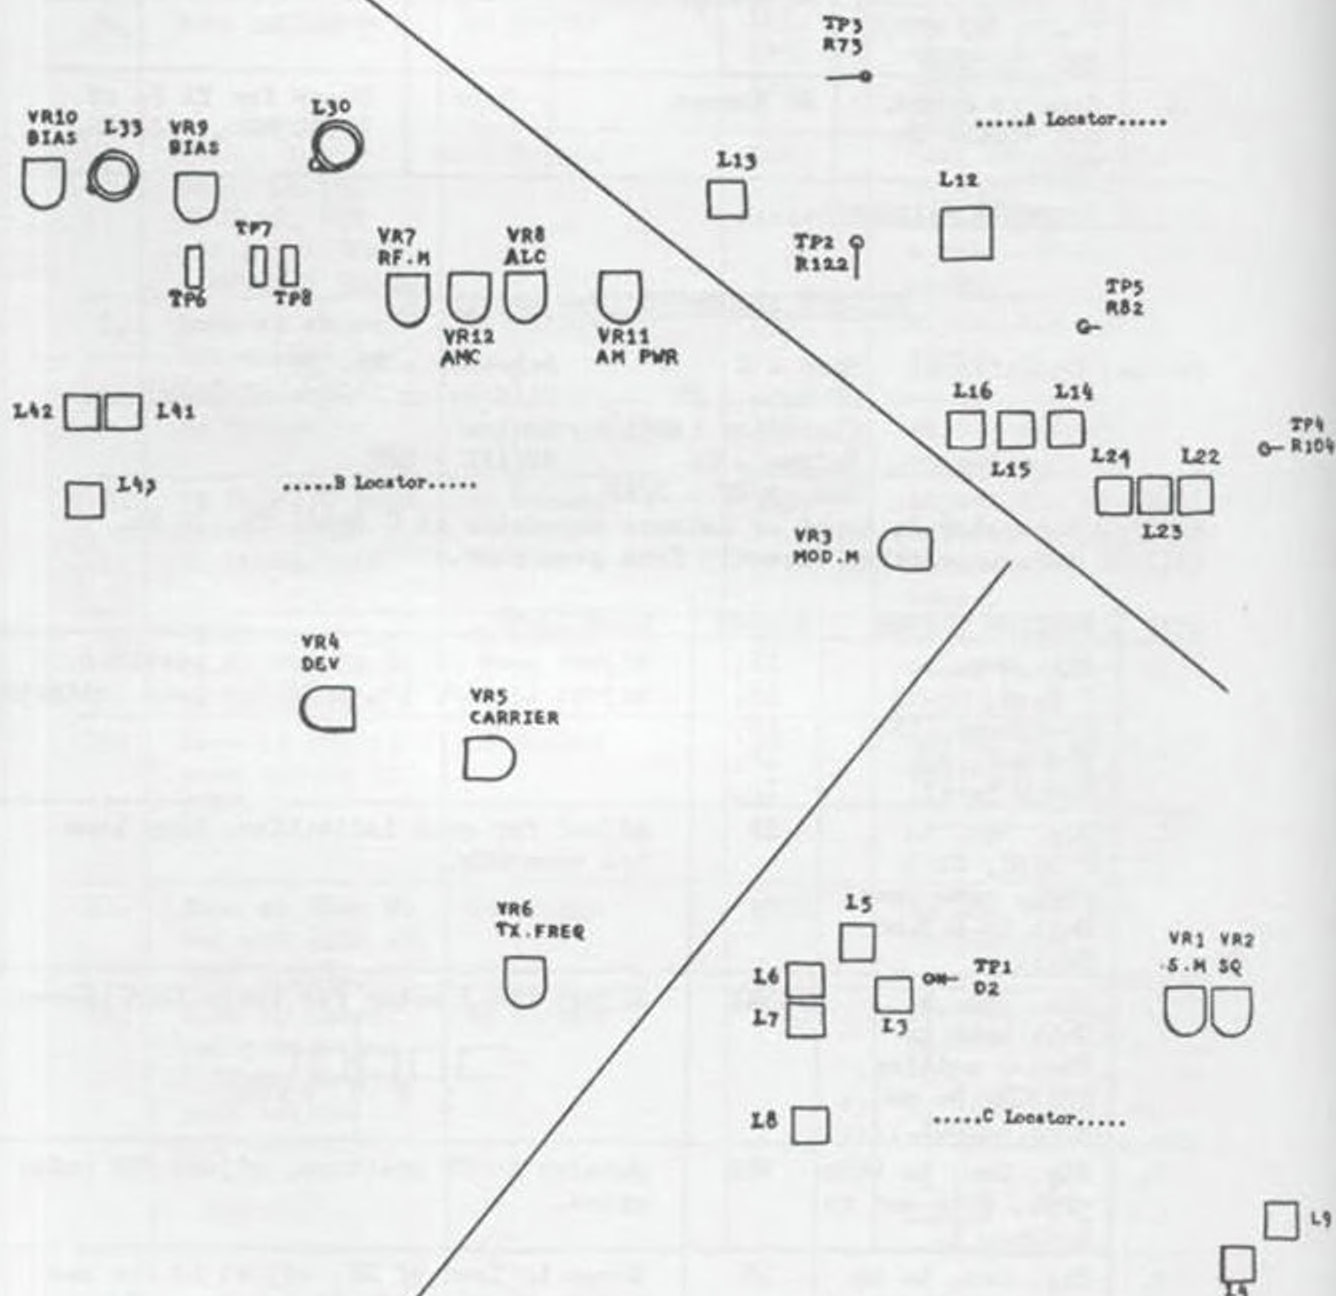 TP3
R73
.....A Locator.....
VR10
BIAS
L33
VR9
BIAS
L30
L13
L12
TP7
TP6
TP8
VR7
RF.M
VR8
ALC
VR12
AMC
VR11
AM PWR
TP2
R122
TP5
R82
L42
L41
L16
L14
L15
TP4
R104
L43
.....B Locator.....
L24
L22
L23
VR3
MOD.M
VR4
DEV
VR5
CARRIER
VR6
TX.FREQ
L5
L6
L7
L3
TP1
D2
VR1 VR2
S.M SQ
L8
.....C Locator.....
L9
L4